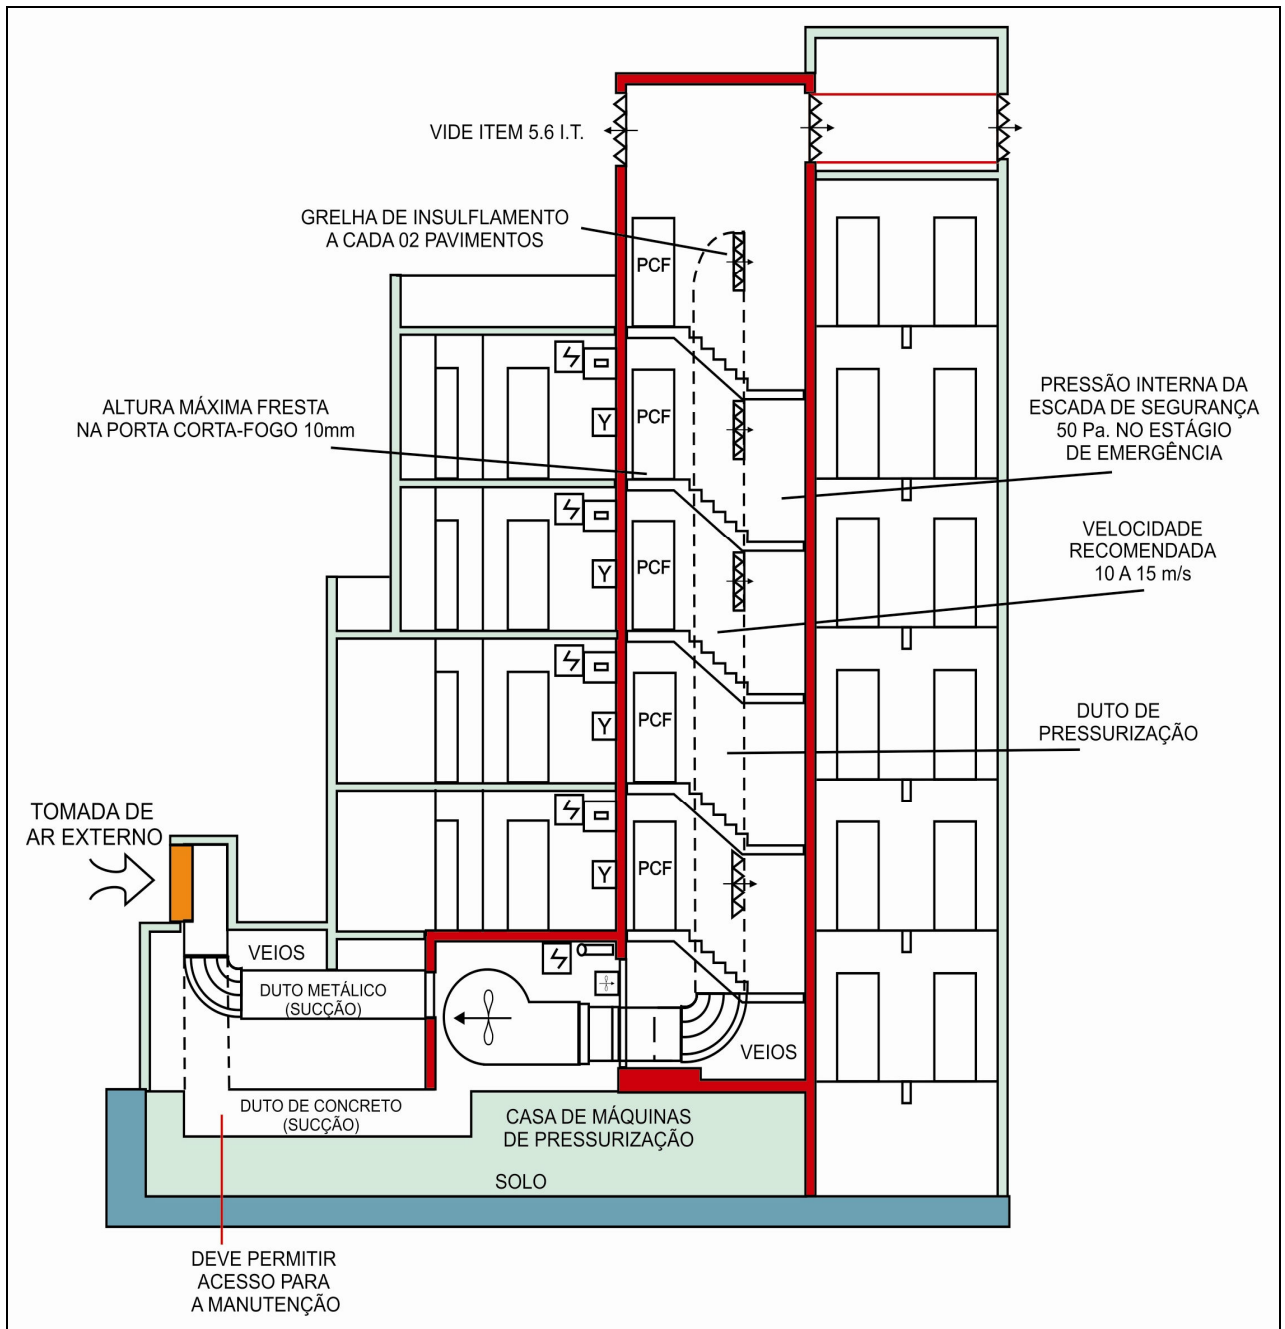 VIDE ITEM 5.6 I.T.
GRELHA DE INSULFLAMENTO
A CADA 02 PAVIMENTOS
PCF
ALTURA MÁXIMA FRESTA
NA PORTA CORTA-FOGO 10mm
PCF
Y
PRESSÃO INTERNA DA
ESCADA DE SEGURANÇA
50 Pa. NO ESTÁGIO
DE EMERGÊNCIA
VELOCIDADE
RECOMENDADA
10 A 15 m/s
PCF
Y
PCF
Y
DUTO DE
PRESSURIZAÇÃO
TOMADA DE
AR EXTERNO
PCF
Y
VEIOS
DUTO METÁLICO
(SUCÇÃO)
VEIOS
DUTO DE CONCRETO
(SUCÇÃO)
CASA DE MÁQUINAS
DE PRESSURIZAÇÃO
SOLO
DEVE PERMITIR
ACESSO PARA
A MANUTENÇÃO